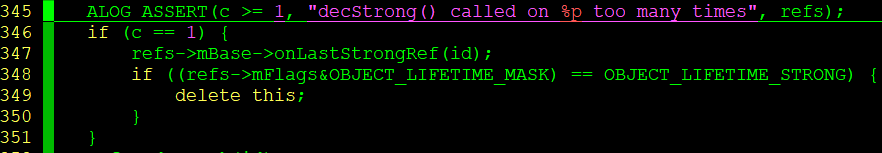 345 ALOG_ASSERT(c >= 1, "decStrong() called on %p too many times", refs);
346 if (c == 1) {
347 refs->mBase->onLastStrongRef(id);
348 if ((refs->mFlags&OBJECT_LIFETIME_MASK) == OBJECT_LIFETIME_STRONG) {
349 delete this;
350 }
351 }